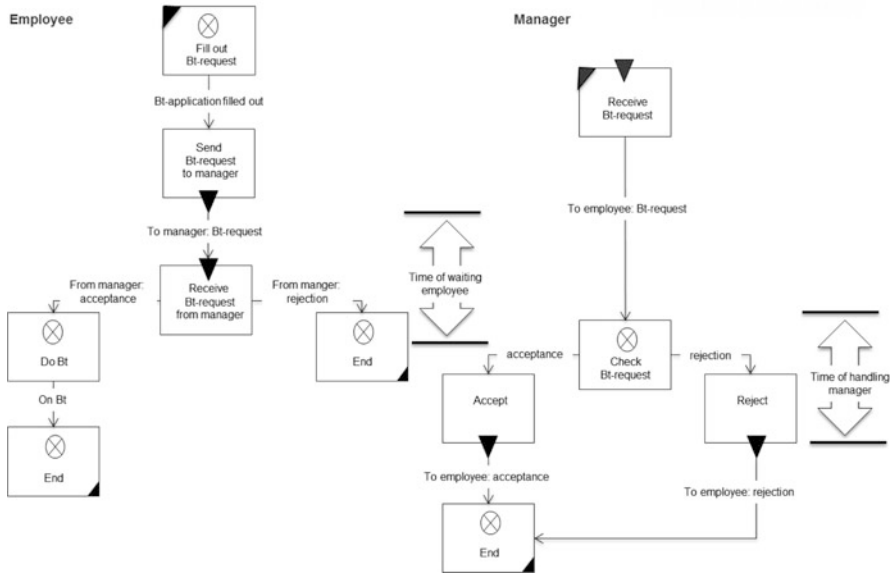 Employee
Manager
Fill out
Bt-request
Bt-application filled out
Send
Bt-request
to manager
To manager: Bt-request
From manager:
acceptance
Receive
Bt-request
from manager
From manger:
rejection
Do Bt
On Bt
End
End
Time of waiting
employee
Receive
Bt-request
To employee: Bt-request
acceptance
Check
Bt-request
rejection
Accept
Reject
Time of handling
manager
To employee: acceptance
To employee: rejection
End